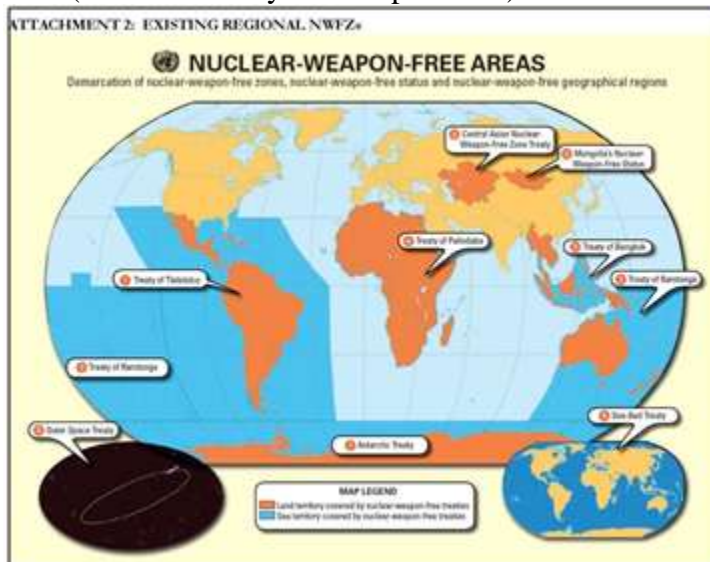 ATTACHMENT 2: EXISTING REGIONAL NWFZs
NUCLEAR-WEAPON-FREE AREAS
Demarcation of nuclear-weapon-free zones, nuclear-weapon-free status and nuclear-weapon-free geographical regions
Central Asian Nuclear
Weapon-Free Zone Treaty
Mongolia's Nuclear
Weapon-Free Status
Treaty of Pelindaba
Treaty of Bangkok
Treaty of Rarotonga
Treaty of Tlatelolco
Treaty of Rarotonga
Outer Space Treaty
Antarctic Treaty
Sea-Bed Treaty
MAP LEGEND
Land territory covered by nuclear-weapon-free treaties
Sea territory covered by nuclear-weapon-free treaties